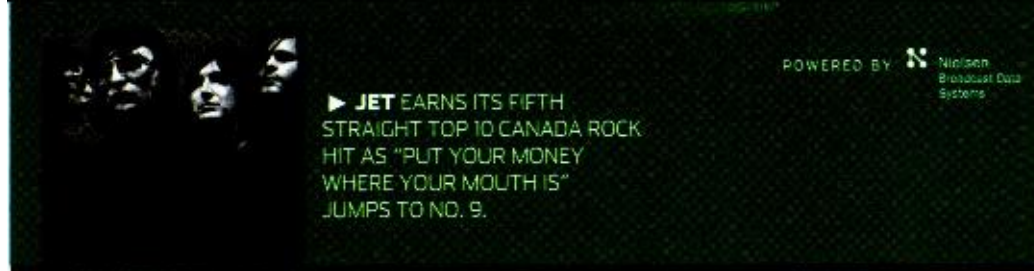 POWERED BY
Nielsen
Broadcast Data
Systems
▶ JET EARNS ITS FIFTH
STRAIGHT TOP 10 CANADA ROCK
HIT AS “PUT YOUR MONEY
WHERE YOUR MOUTH IS”
JUMPS TO NO. 9.